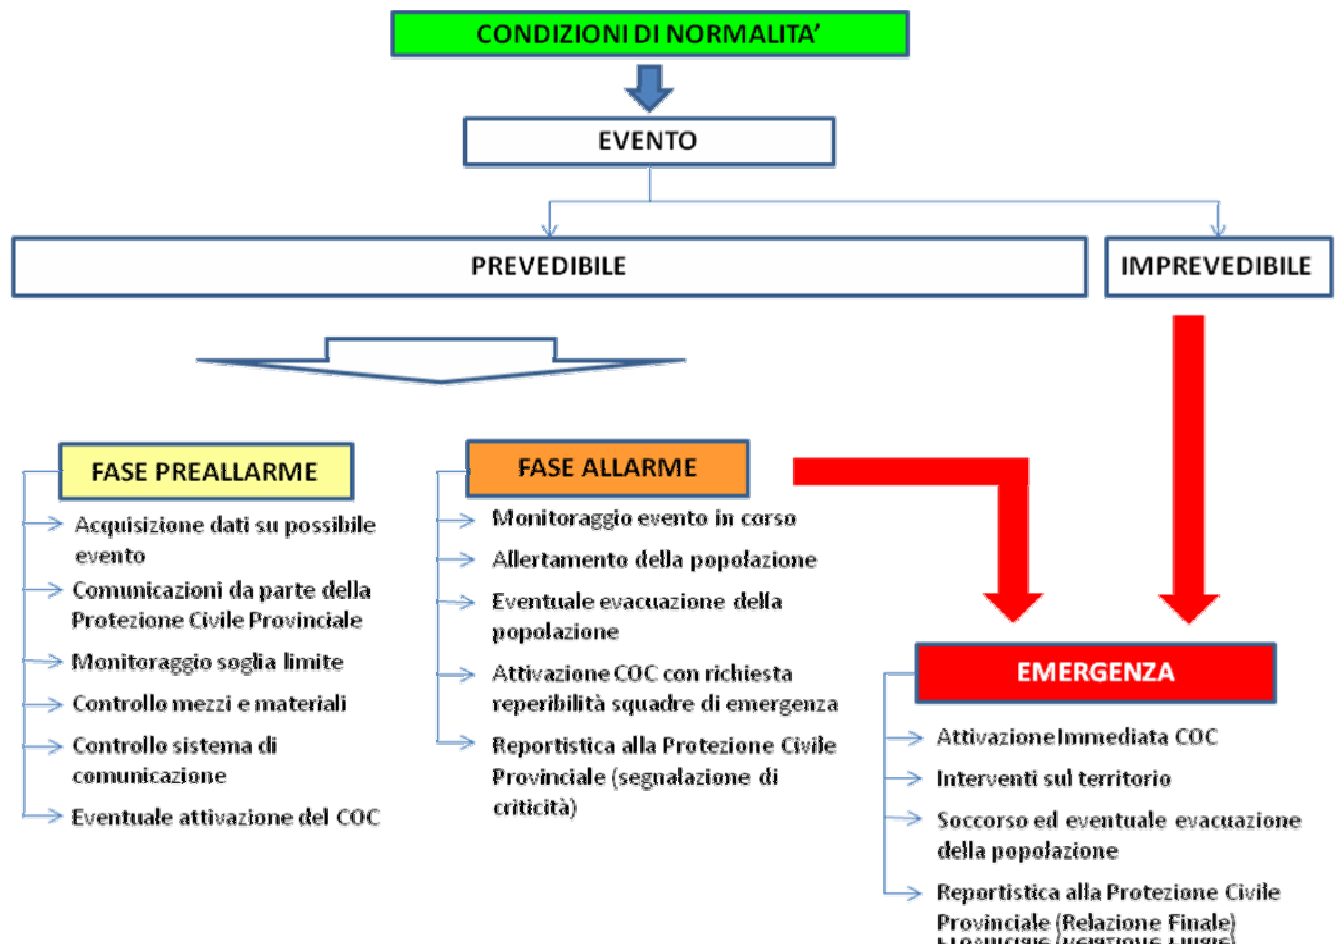 CONDIZIONI DI NORMALITA’
EVENTO
PREVEDIBILE
IMPREVEDIBILE
FASE PREALLARME
Acquisizione dati su possibile
evento
Comunicazioni da parte della
Protezione Civile Provinciale
Monitoraggio soglia limite
Controllo mezzi e materiali
Controllo sistema di
comunicazione
Eventuale attivazione del COC
FASE ALLARME
Monitoraggio evento in corso
Allertamento della popolazione
Eventuale evacuazione della
popolazione
Attivazione COC con richiesta
reperibilità squadre di emergenza
Reportistica alla Protezione Civile
Provinciale (segnalazione di
criticità)
EMERGENZA
Attivazione Immediata COC
Interventi sul territorio
Soccorso ed eventuale evacuazione
della popolazione
Reportistica alla Protezione Civile
Provinciale (Relazione Finale)